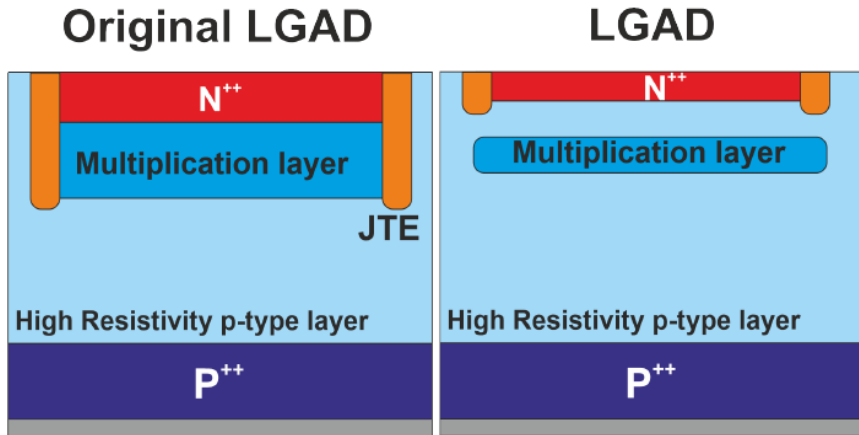 Original LGAD
LGAD
N++
Multiplication layer
JTE
High Resistivity p-type layer
P++
N++
Multiplication layer
High Resistivity p-type layer
P++